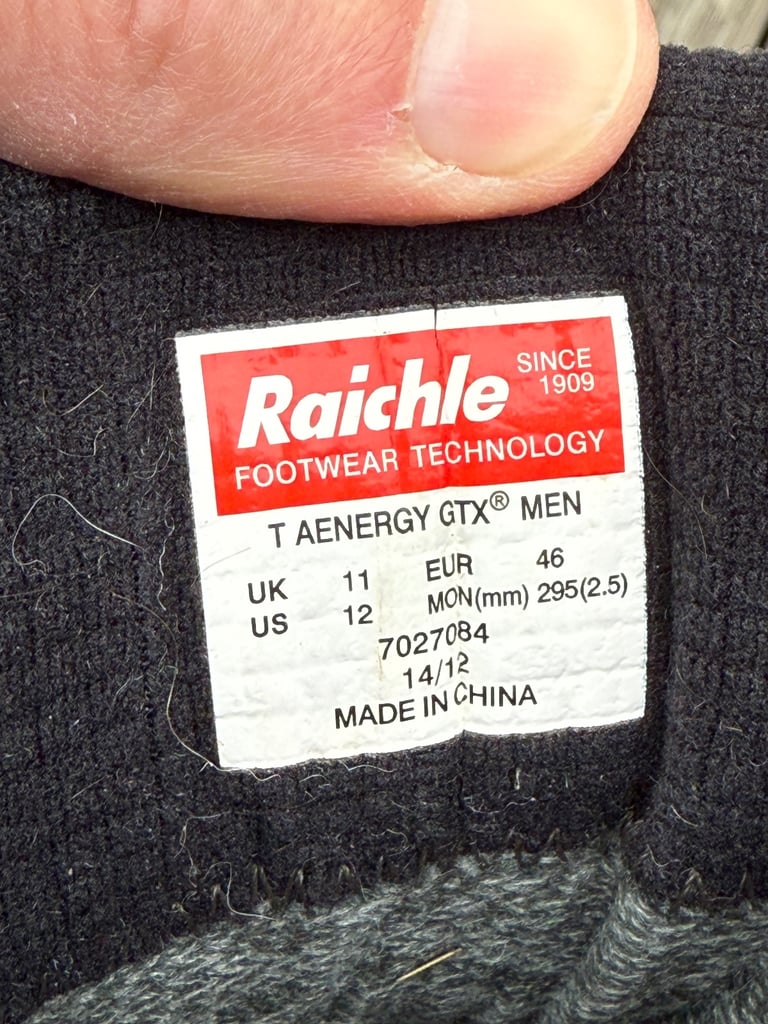 Raichle SINCE 1909
FOOTWEAR TECHNOLOGY
T AENERGY GTX® MEN
UK 11 EUR 46
US 12 MON(mm) 295(2.5)
7027084
14/12
MADE IN CHINA